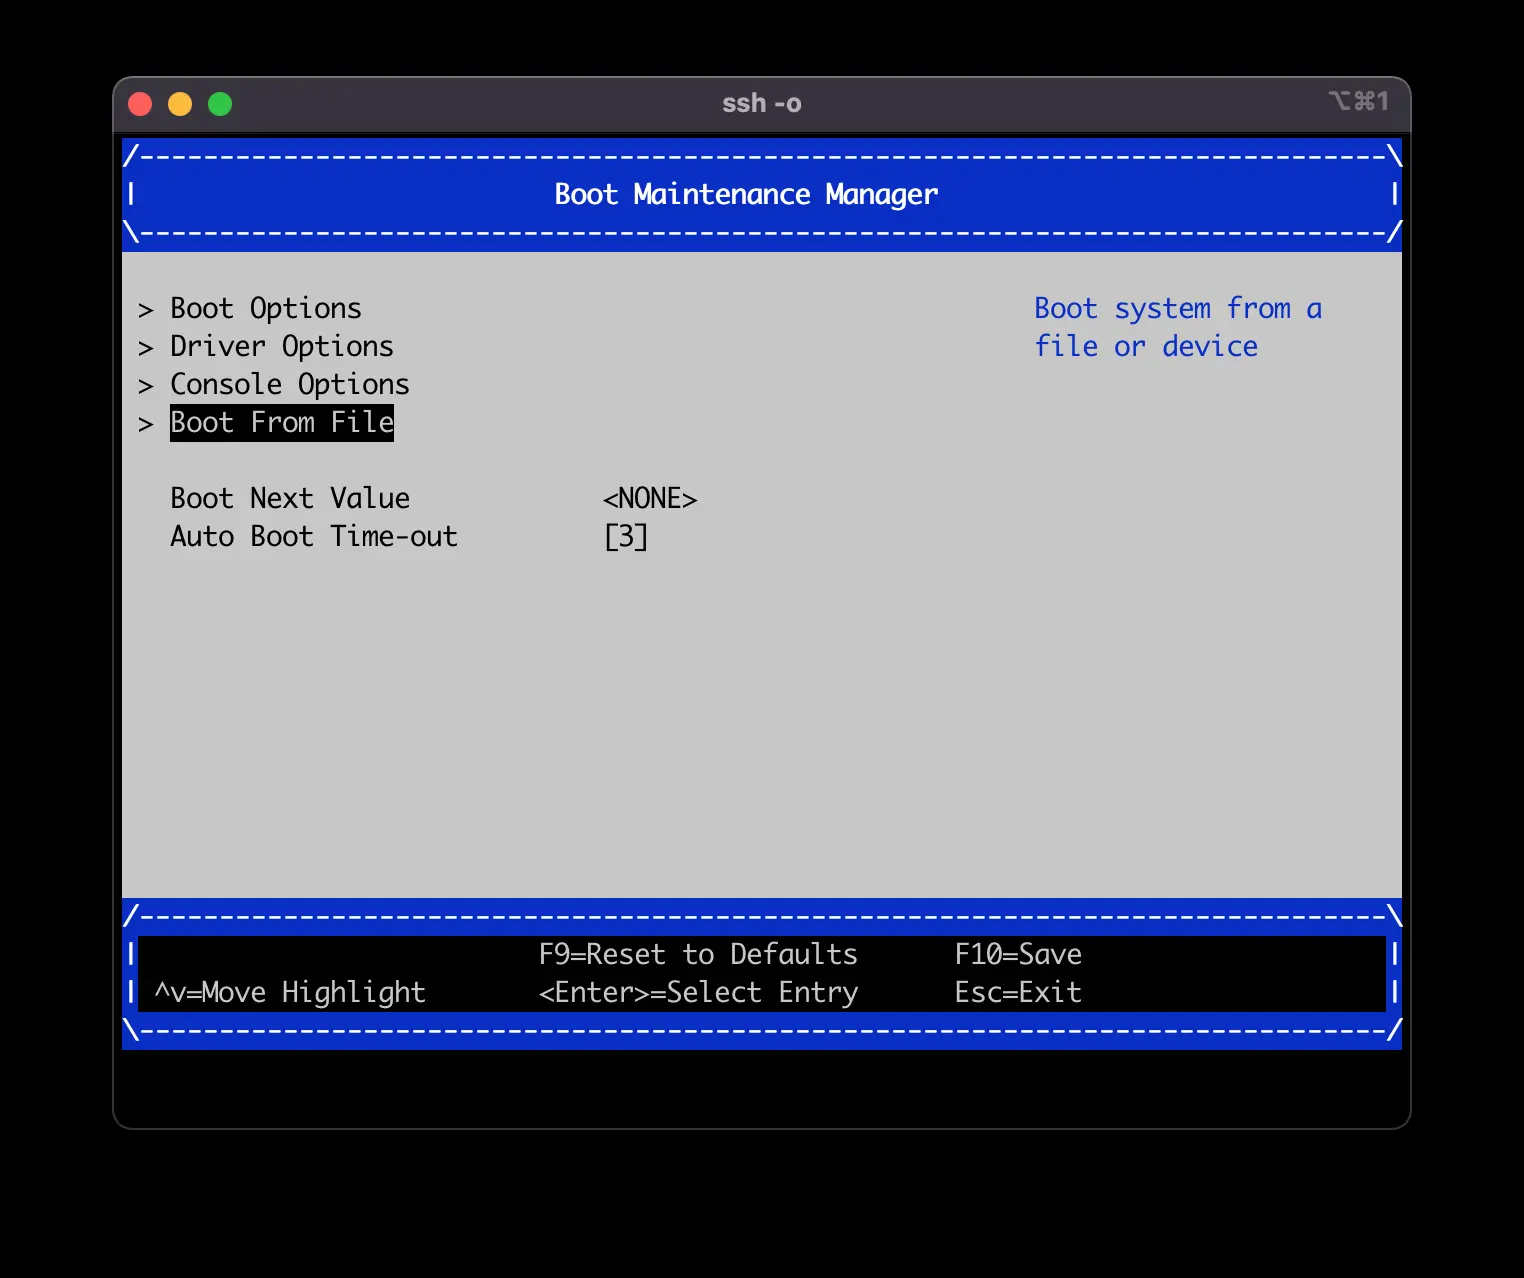 ssh -o ⌥⌘1
/------------------------------------------------------------------------------\
| Boot Maintenance Manager |
\------------------------------------------------------------------------------/
> Boot Options Boot system from a
> Driver Options file or device
> Console Options
> Boot From File
Boot Next Value <NONE>
Auto Boot Time-out [3]
/------------------------------------------------------------------------------\
| F9=Reset to Defaults F10=Save |
| ^v=Move Highlight <Enter>=Select Entry Esc=Exit |
\------------------------------------------------------------------------------/